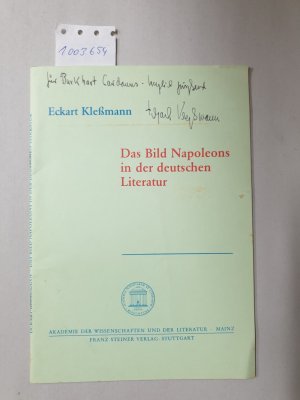 1003654
für Burkhart
Eckart Kleßmann
Das Bild Napoleons
in der deutschen
Literatur
AKADEMIE DER WISSENSCHAFTEN UND DER LITERATUR · MAINZ
FRANZ STEINER VERLAG · STUTTGART